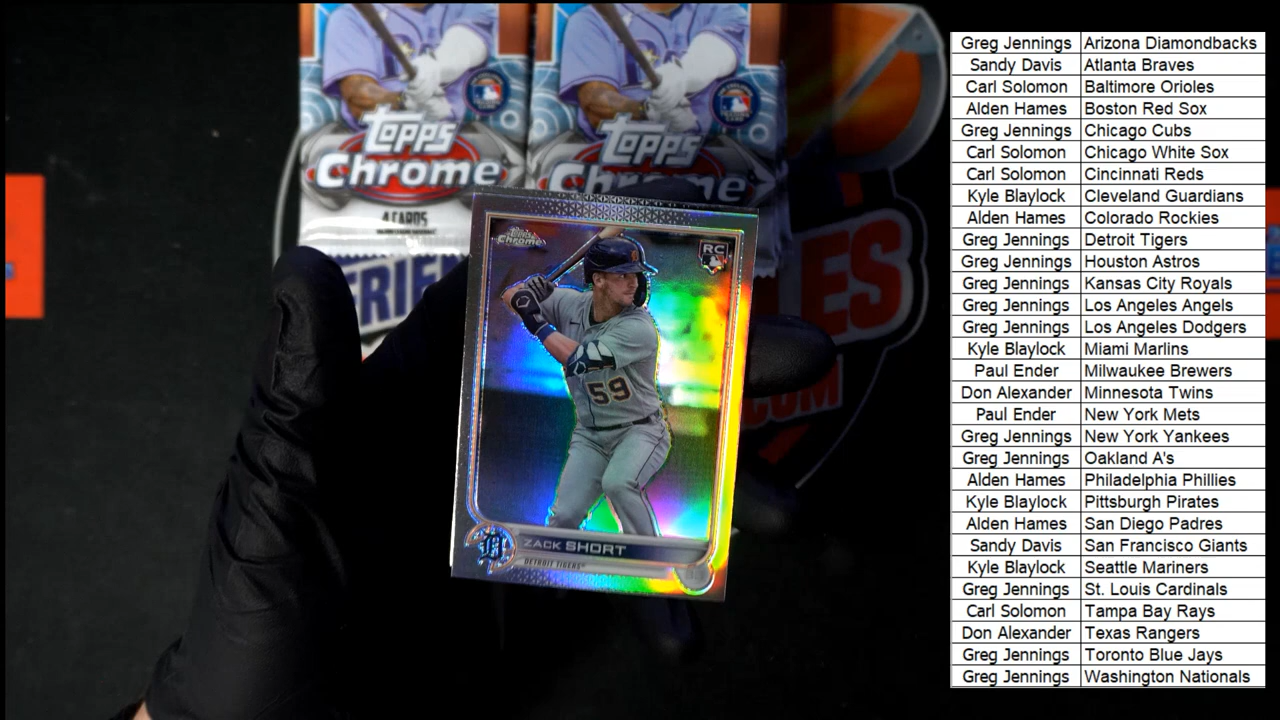 Topps
Chrome
4 CARDS
Topps
Chrome
Topps
Chrome
RC
59
ZACK SHORT
DETROIT TIGERS
Greg Jennings Arizona Diamondbacks
Sandy Davis Atlanta Braves
Carl Solomon Baltimore Orioles
Alden Hames Boston Red Sox
Greg Jennings Chicago Cubs
Carl Solomon Chicago White Sox
Carl Solomon Cincinnati Reds
Kyle Blaylock Cleveland Guardians
Alden Hames Colorado Rockies
Greg Jennings Detroit Tigers
Greg Jennings Houston Astros
Greg Jennings Kansas City Royals
Greg Jennings Los Angeles Angels
Greg Jennings Los Angeles Dodgers
Kyle Blaylock Miami Marlins
Paul Ender Milwaukee Brewers
Don Alexander Minnesota Twins
Paul Ender New York Mets
Greg Jennings New York Yankees
Greg Jennings Oakland A's
Alden Hames Philadelphia Phillies
Kyle Blaylock Pittsburgh Pirates
Alden Hames San Diego Padres
Sandy Davis San Francisco Giants
Kyle Blaylock Seattle Mariners
Greg Jennings St. Louis Cardinals
Carl Solomon Tampa Bay Rays
Don Alexander Texas Rangers
Greg Jennings Toronto Blue Jays
Greg Jennings Washington Nationals